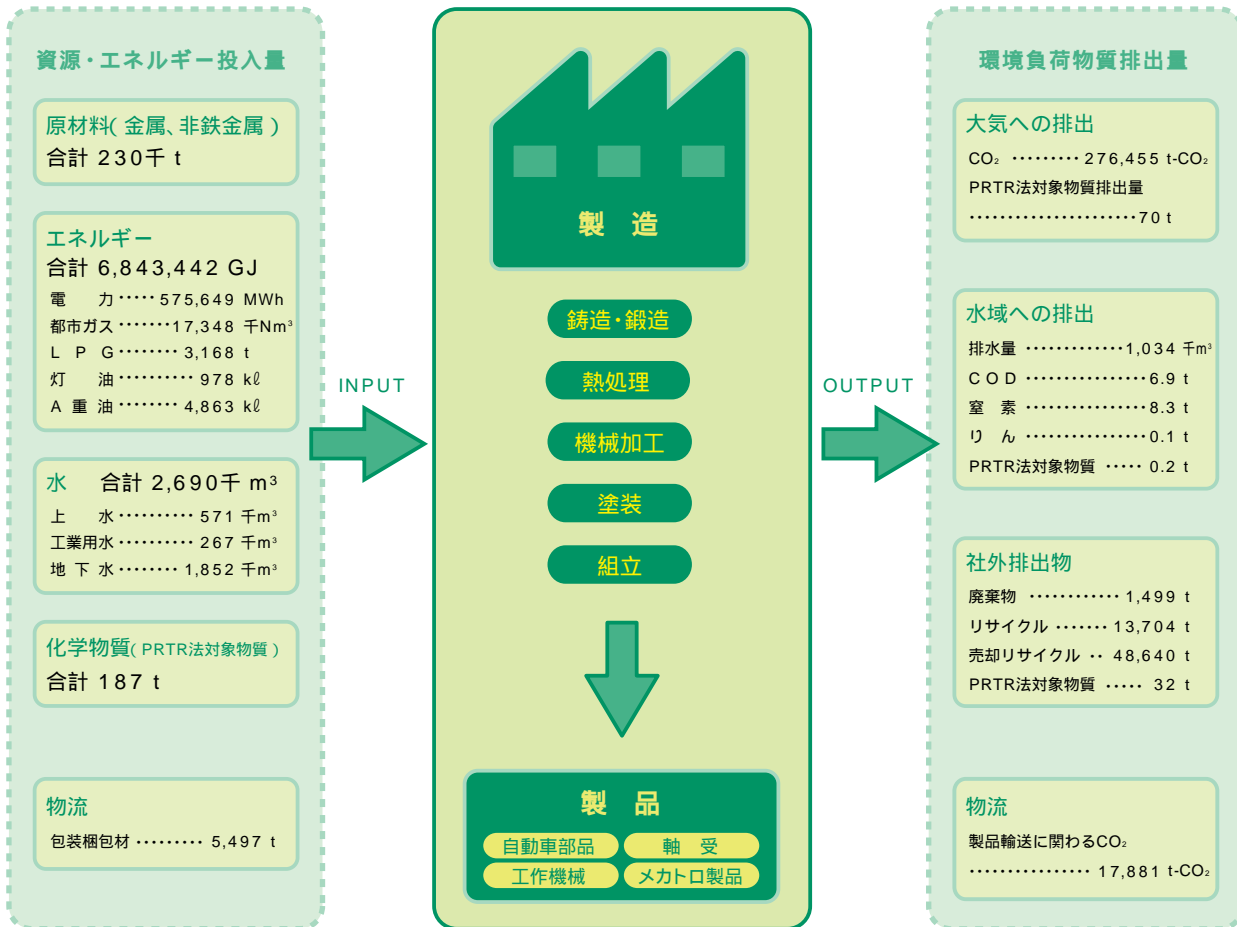 資源・エネルギー投入量
原材料(金属、非鉄金属)
合計 230千 t
エネルギー
合計 6,843,442 GJ
電 力・・・・・575,649 MWh
都市ガス・・・・・・・17,348 千Nm³
L P G・・・・・・・・3,168 t
灯 油・・・・・・・・・・978 kℓ
A 重 油・・・・・・・・4,863 kℓ
水 合計 2,690千 m³
上 水・・・・・・・・・・571 千m³
工業用水・・・・・・・・・・267 千m³
地 下 水・・・・・・・・1,852 千m³
化学物質(PRTR法対象物質)
合計 187 t
物流
包装梱包材・・・・・・・・・5,497 t
INPUT
製 造
鋳造・鍛造
熱処理
機械加工
塗装
組立
製 品
自動車部品
軸 受
工作機械
メカトロ製品
OUTPUT
環境負荷物質排出量
大気への排出
CO₂ ・・・・・・・・・276,455 t-CO₂
PRTR法対象物質排出量
・・・・・・・・・・・・・・・・・・・・・・70 t
水域への排出
排水量 ・・・・・・・・・・・・・1,034 千m³
C O D・・・・・・・・・・・・・・・・6.9 t
窒 素・・・・・・・・・・・・・・・・8.3 t
り ん・・・・・・・・・・・・・・・・0.1 t
PRTR法対象物質 ・・・・・0.2 t
社外排出物
廃棄物 ・・・・・・・・・・・・1,499 t
リサイクル・・・・・・・13,704 t
売却リサイクル ・・48,640 t
PRTR法対象物質 ・・・・・32 t
物流
製品輸送に関わるCO₂
・・・・・・・・・・・・・・・・17,881 t-CO₂